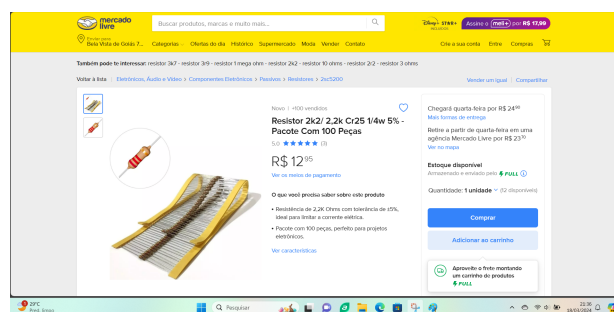 mercado
livre
Buscar produtos, marcas e muito mais...
Disney+ STAR+
Assine o meli+ por R$ 17,99
Enviar para
Bela Vista de Goiás 7...
Categorias
Ofertas do dia Histórico Supermercado Moda Vender Contato
Crie a sua conta Entre Compras
Também pode te interessar: resistor 3k7 - resistor 3r9 - resistor 1 mega ohm - resistor 2k2 - resistor 10 ohms - resistor 2r2 - resistor 3 ohms
Voltar à lista | Eletrônicos, Áudio e Vídeo > Componentes Eletrônicos > Passivos > Resistores > 2sc5200
Vender um igual | Compartilhar
Novo | +100 vendidos
Resistor 2k2/ 2,2k Cr25 1/4w 5% -
Pacote Com 100 Peças
5.0 ★★★★★ (3)
R$ 12 95
Ver os meios de pagamento
O que você precisa saber sobre este produto
• Resistência de 2,2K Ohms com tolerância de ±5%,
ideal para limitar a corrente elétrica.
• Pacote com 100 peças, perfeito para projetos
eletrônicos.
Ver características
Chegará quarta-feira por R$ 24
Mais formas de entrega
Retire a partir de quarta-feira em uma
agência Mercado Livre por R$ 23
Ver no mapa
Estoque disponível
Armazenado e enviado pelo FULL
Quantidade: 1 unidade (12 disponíveis)
Comprar
Adicionar ao carrinho
Aproveite o frete montando
um carrinho de produtos
FULL
29°C
Pred. limpo
Pesquisar
21:36
18/03/2024